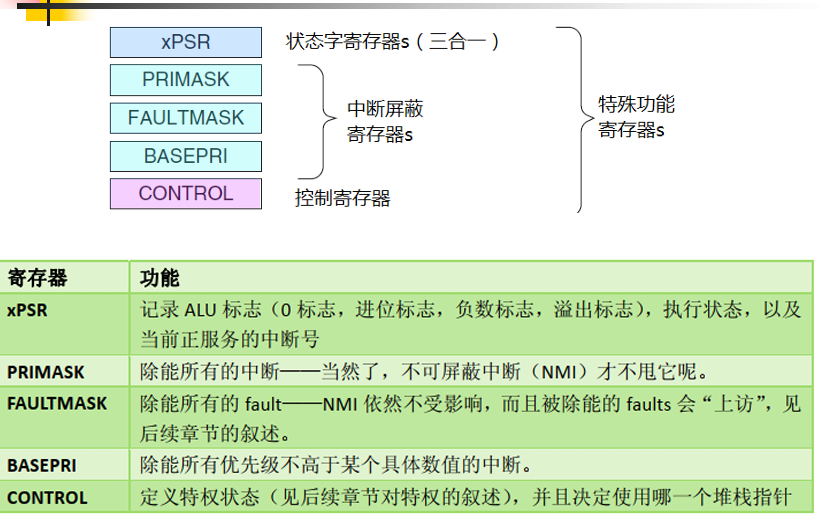 xPSR 状态字寄存器s（三合一）
PRIMASK
FAULTMASK
BASEPRI
中断屏蔽
寄存器s
特殊功能
寄存器s
CONTROL 控制寄存器
寄存器 功能
xPSR 记录 ALU 标志（0 标志，进位标志，负数标志，溢出标志），执行状态，以及
当前正服务的中断号
PRIMASK 除能所有的中断——当然了，不可屏蔽中断（NMI）才不甩它呢。
FAULTMASK 除能所有的 fault——NMI 依然不受影响，而且被除能的 faults 会“上访”，见
后续章节的叙述。
BASEPRI 除能所有优先级不高于某个具体数值的中断。
CONTROL 定义特权状态（见后续章节对特权的叙述），并且决定使用哪一个堆栈指针